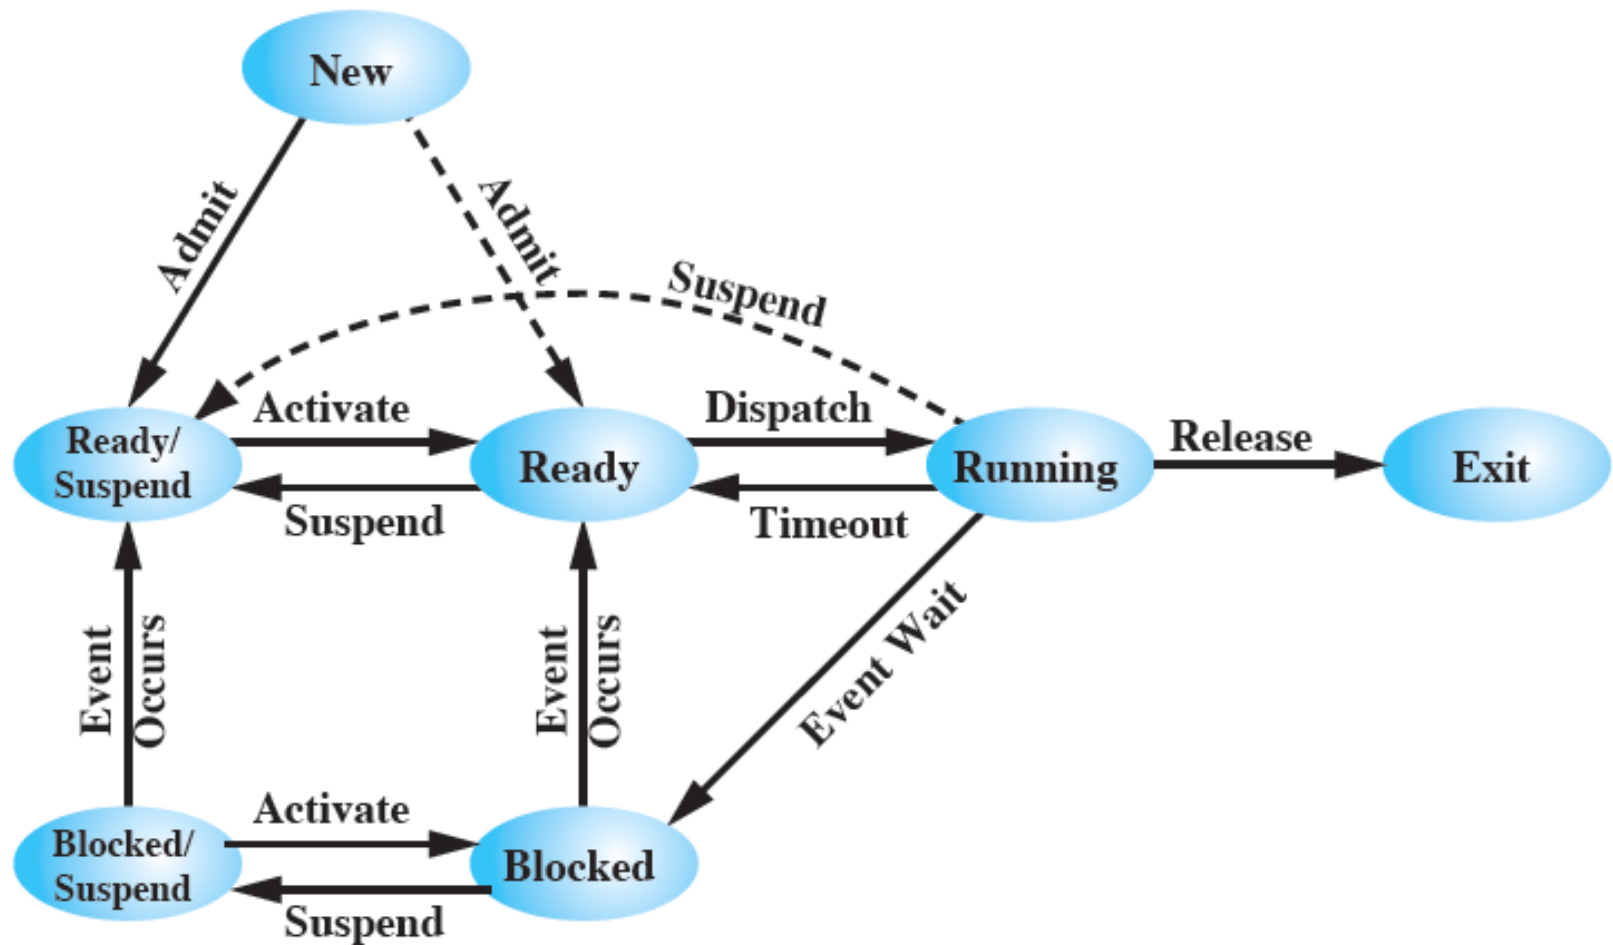 New
Admit
Admit
Suspend
Activate
Dispatch
Release
Ready/
Suspend
Ready
Running
Exit
Suspend
Timeout
Event
Occurs
Event
Occurs
Event Wait
Activate
Blocked/
Suspend
Blocked
Suspend